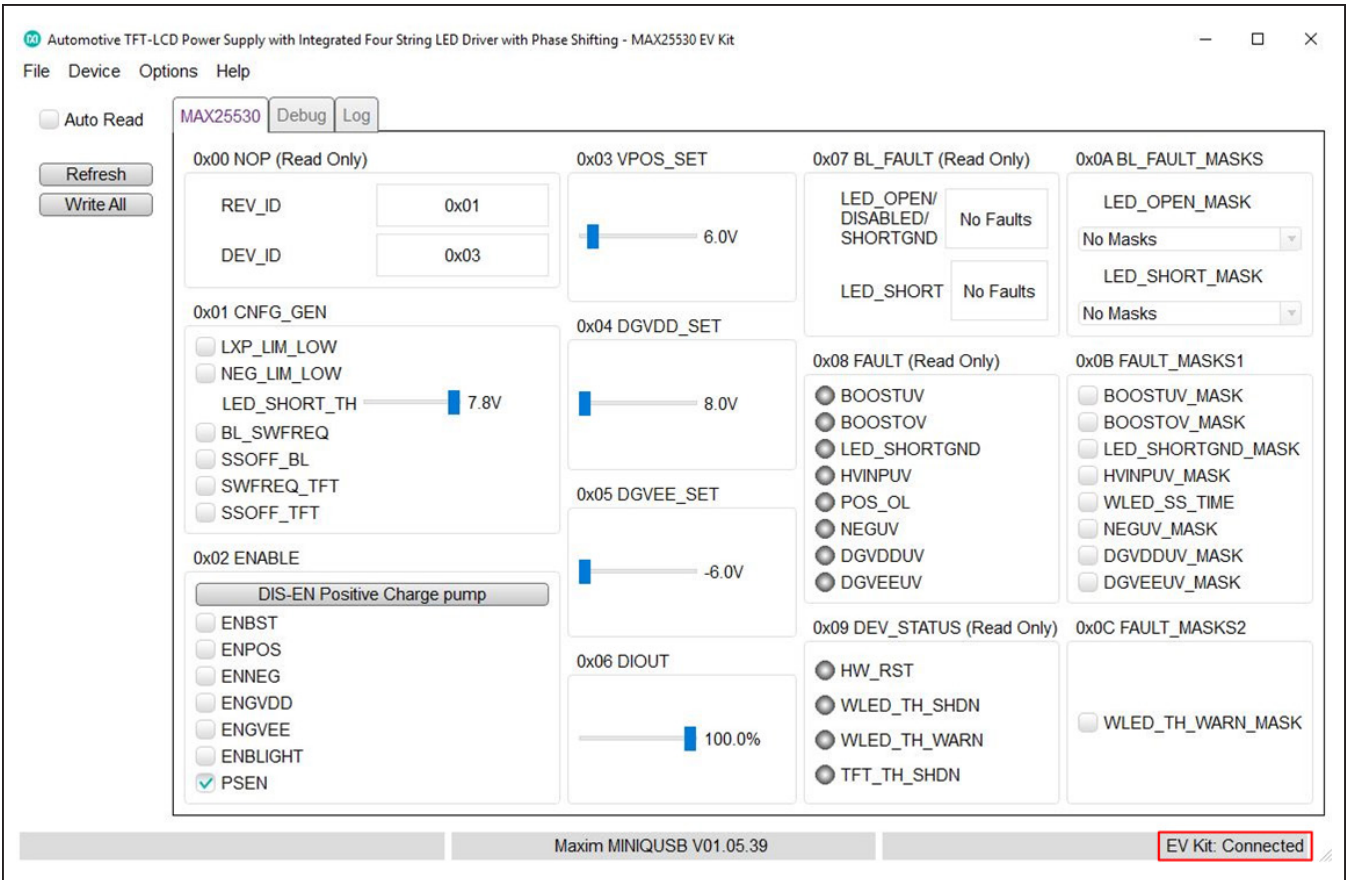 Automotive TFT-LCD Power Supply with Integrated Four String LED Driver with Phase Shifting - MAX25530 EV Kit
File Device Options Help
Auto Read
Refresh
Write All
MAX25530 Debug Log
0x00 NOP (Read Only)
REV_ID 0x01
DEV_ID 0x03
0x01 CNFG_GEN
LXP_LIM_LOW
NEG_LIM_LOW
LED_SHORT_TH 7.8V
BL_SWFREQ
SSOFF_BL
SWFREQ_TFT
SSOFF_TFT
0x02 ENABLE
DIS-EN Positive Charge pump
ENBST
ENPOS
ENNEG
ENGVDD
ENGVEE
ENBLIGHT
PSEN
0x03 VPOS_SET
6.0V
0x04 DGVDD_SET
8.0V
0x05 DGVEE_SET
-6.0V
0x06 DIOUT
100.0%
0x07 BL_FAULT (Read Only)
LED_OPEN/
DISABLED/
SHORTGND
No Faults
LED_SHORT No Faults
0x08 FAULT (Read Only)
BOOSTUV
BOOSTOV
LED_SHORTGND
HVINPUV
POS_OL
NEGUV
DGVDDUV
DGVEEUV
0x09 DEV_STATUS (Read Only)
HW_RST
WLED_TH_SHDN
WLED_TH_WARN
TFT_TH_SHDN
0x0A BL_FAULT_MASKS
LED_OPEN_MASK
No Masks
LED_SHORT_MASK
No Masks
0x0B FAULT_MASKS1
BOOSTUV_MASK
BOOSTOV_MASK
LED_SHORTGND_MASK
HVINPUV_MASK
WLED_SS_TIME
NEGUV_MASK
DGVDDUV_MASK
DGVEEUV_MASK
0x0C FAULT_MASKS2
WLED_TH_WARN_MASK
Maxim MINIQUSB V01.05.39
EV Kit: Connected